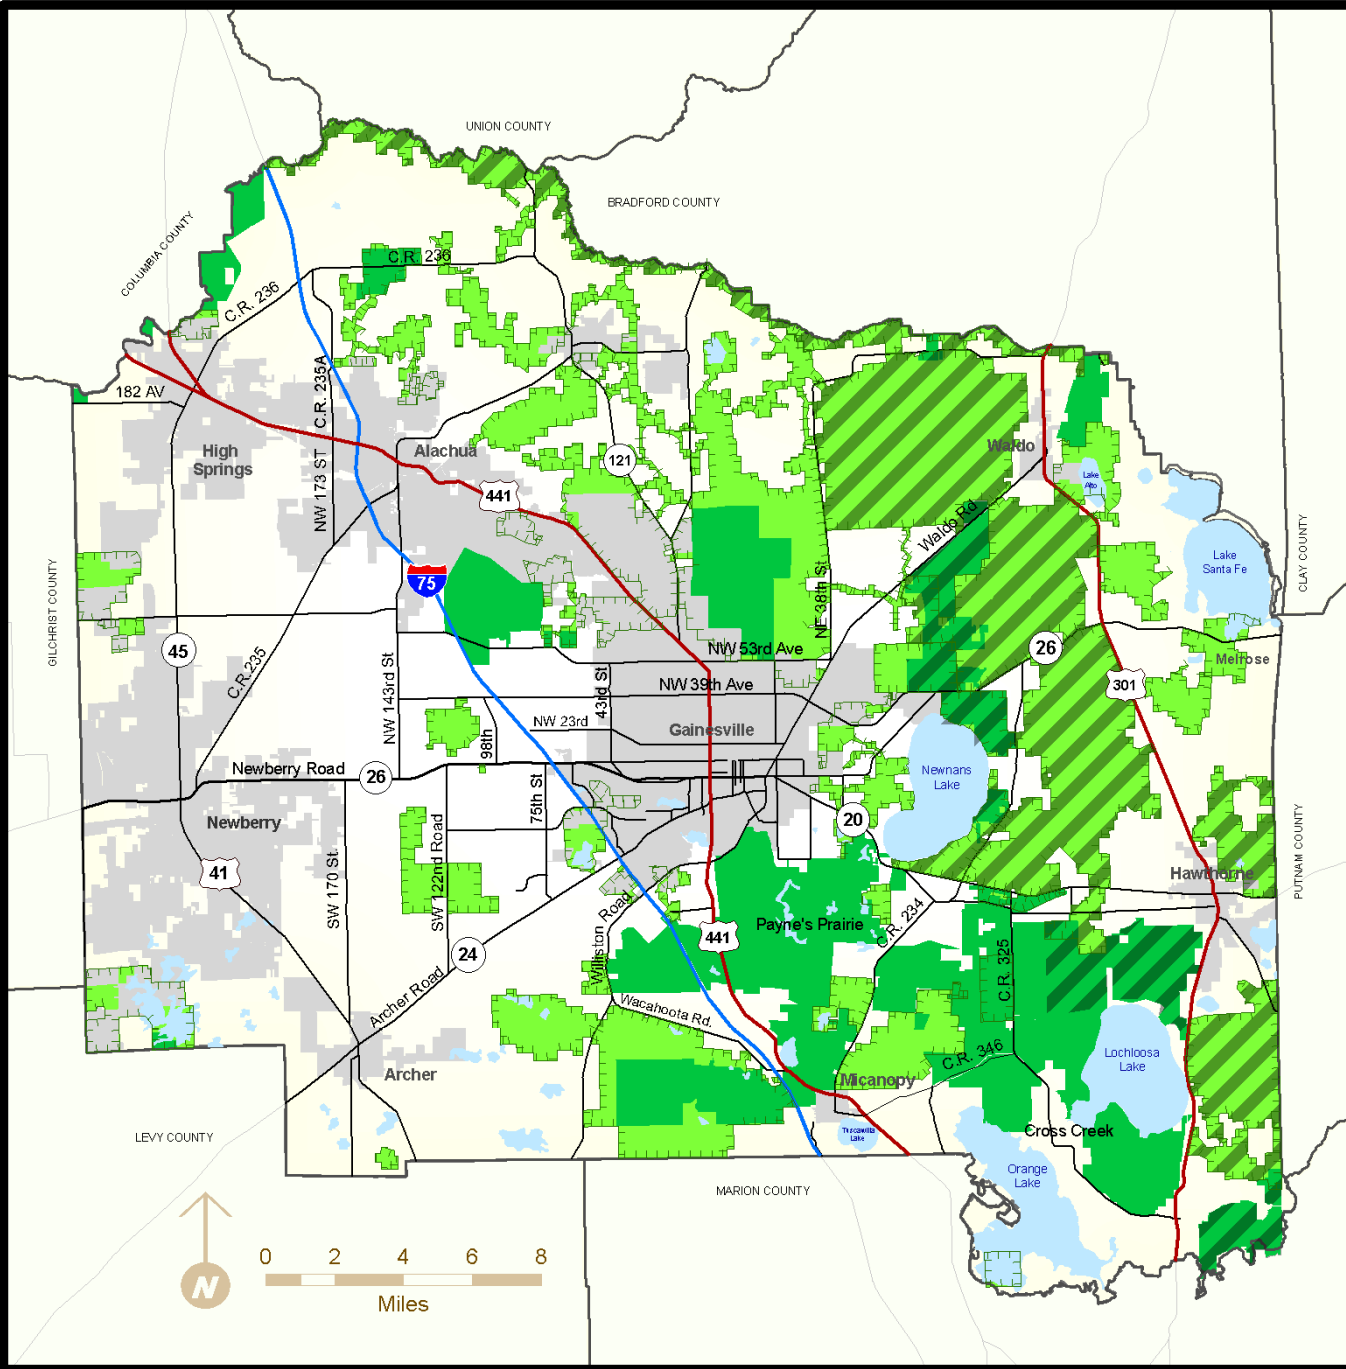 UNION COUNTY
BRADFORD COUNTY
COLUMBIA COUNTY
C.R. 236
C.R. 236
182 AV
C.R. 235A
NW 173 ST
High
Springs
Alachua
441
121
Waldo
Lake
Alto
Waldo Rd
Lake
Santa Fe
CLAY COUNTY
GILCHRIST COUNTY
75
NE 38th St
45
C.R.235
NW 143rd St
43rd St
NW 53rd Ave
NW 39th Ave
26
Melrose
301
NW 23rd
98th
Gainesville
Newberry Road
26
75th St
Newnans
Lake
Newberry
20
41
SW 170 St.
SW 122nd Road
Hawthorne
PUTNAM COUNTY
24
Archer Road
Williston Road
441
Payne's Prairie
C.R. 234
C.R. 325
Wacahoota Rd.
C.R. 346
Lochloosa
Lake
Archer
Micanopy
Tuscawilla
Lake
Cross Creek
LEVY COUNTY
Orange
Lake
MARION COUNTY
N
0 2 4 6 8
Miles